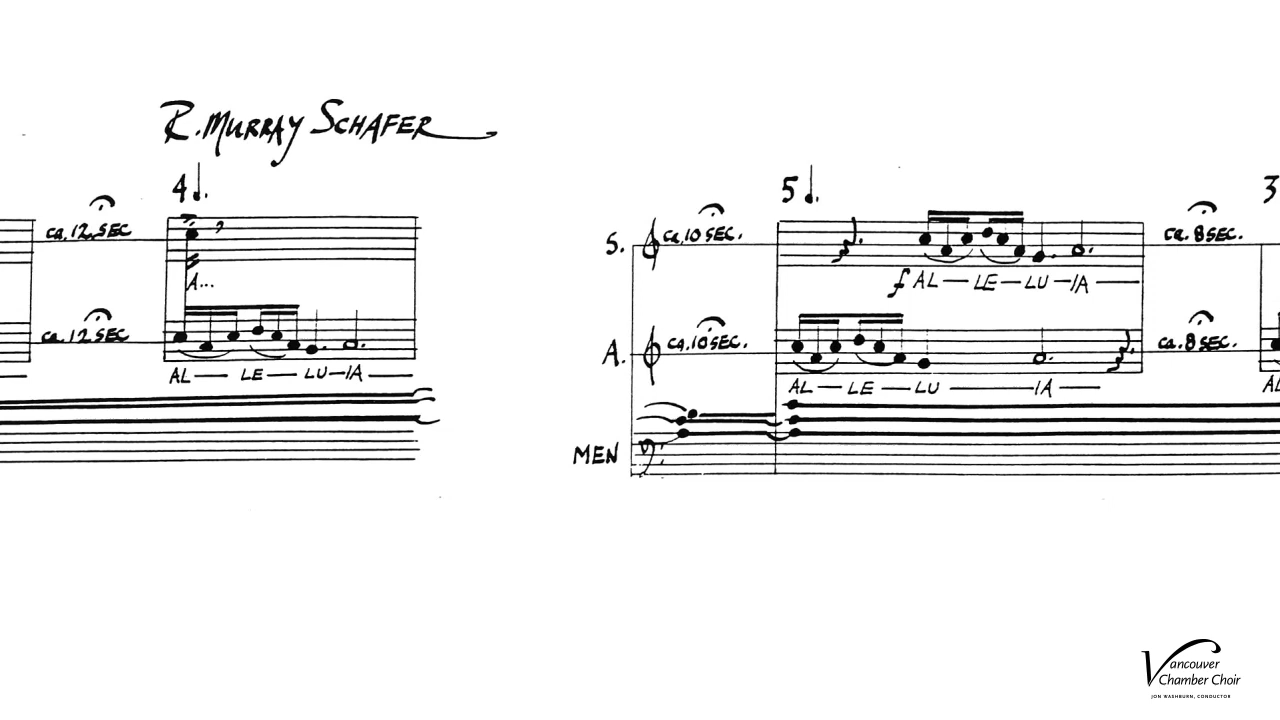 R. MURRAY SCHAFER
4
ca. 12 SEC
A...
ca. 12 SEC
AL — LE — LU — IA —
5
3
S. ca. 10 SEC.
ca. 8 SEC.
f AL — LE — LU — IA —
A. ca. 10 SEC.
ca. 8 SEC.
AL — LE — LU — IA —
AL
MEN
Vancouver
Chamber Choir
JON WASHBURN, CONDUCTOR